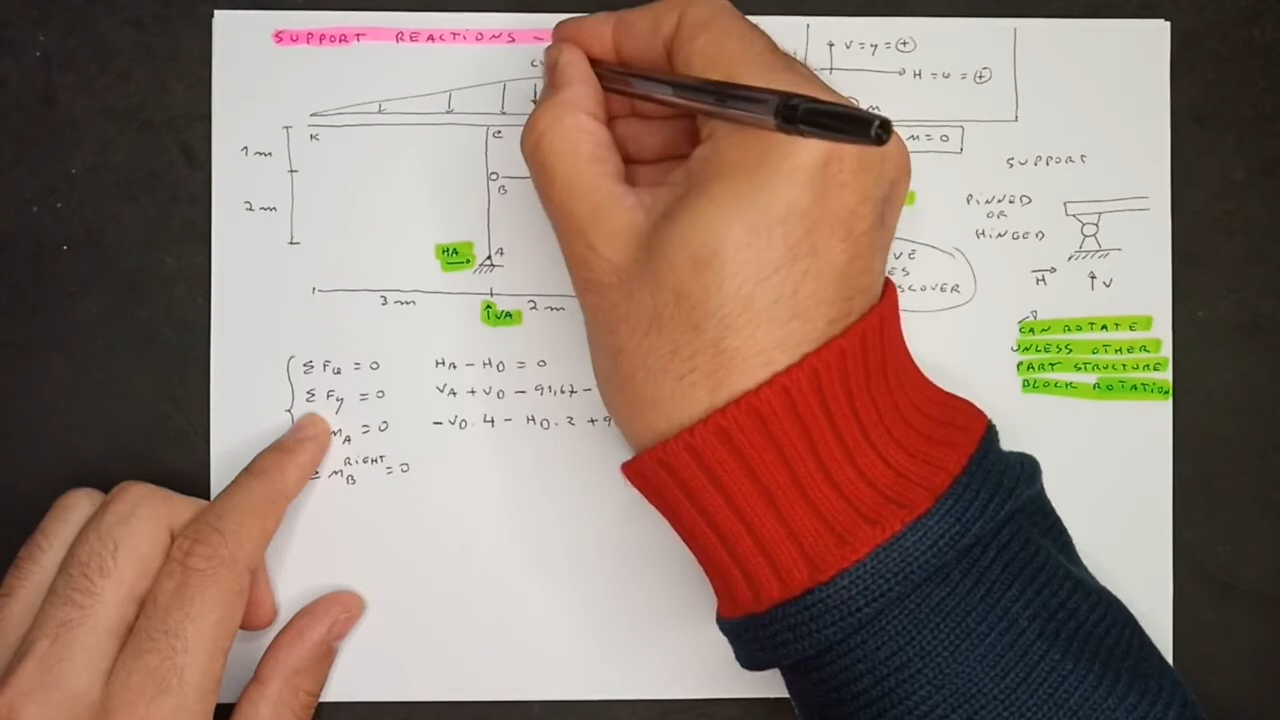 SUPPORT REACTIONS -
V = y = +
H = x = +
M
K
C
M = 0
1 m
SUPPORT
B
2 m
PINNED
OR
HINGED
HA
A
H
V
3 m
2 m
VA
CAN ROTATE
UNLESS OTHER
PART STRUCTURE
BLOCK ROTATION
Σ Fx = 0 HA - HD = 0
Σ Fy = 0 VA + VD - 91,67 -
MA = 0 -VD . 4 - HD . 2 + 9
Σ MB RIGHT = 0